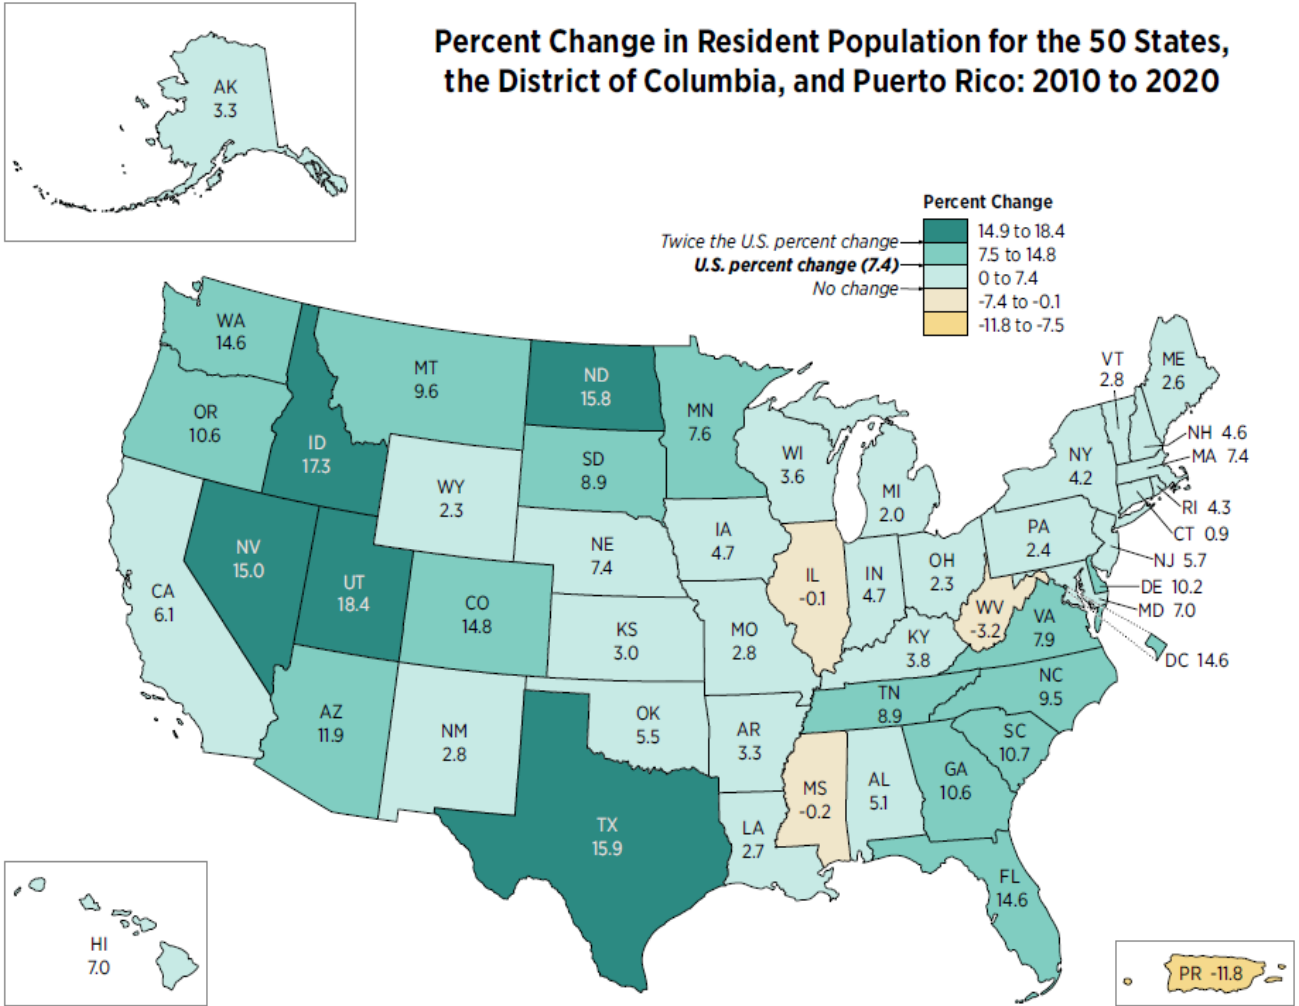 Percent Change in Resident Population for the 50 States,
the District of Columbia, and Puerto Rico: 2010 to 2020
AK
3.3
Percent Change
Twice the U.S. percent change
U.S. percent change (7.4)
No change
14.9 to 18.4
7.5 to 14.8
0 to 7.4
-7.4 to -0.1
-11.8 to -7.5
WA
14.6
MT
9.6
ND
15.8
MN
7.6
VT
2.8
ME
2.6
OR
10.6
ID
17.3
SD
8.9
WI
3.6
NY
4.2
NH 4.6
MA 7.4
WY
2.3
MI
2.0
RI 4.3
CT 0.9
NV
15.0
UT
18.4
NE
7.4
IA
4.7
PA
2.4
NJ 5.7
CA
6.1
CO
14.8
IL
-0.1
IN
4.7
OH
2.3
DE 10.2
MD 7.0
WV
-3.2
VA
7.9
DC 14.6
KS
3.0
MO
2.8
KY
3.8
AZ
11.9
NM
2.8
OK
5.5
AR
3.3
TN
8.9
NC
9.5
SC
10.7
TX
15.9
LA
2.7
MS
-0.2
AL
5.1
GA
10.6
FL
14.6
HI
7.0
PR -11.8